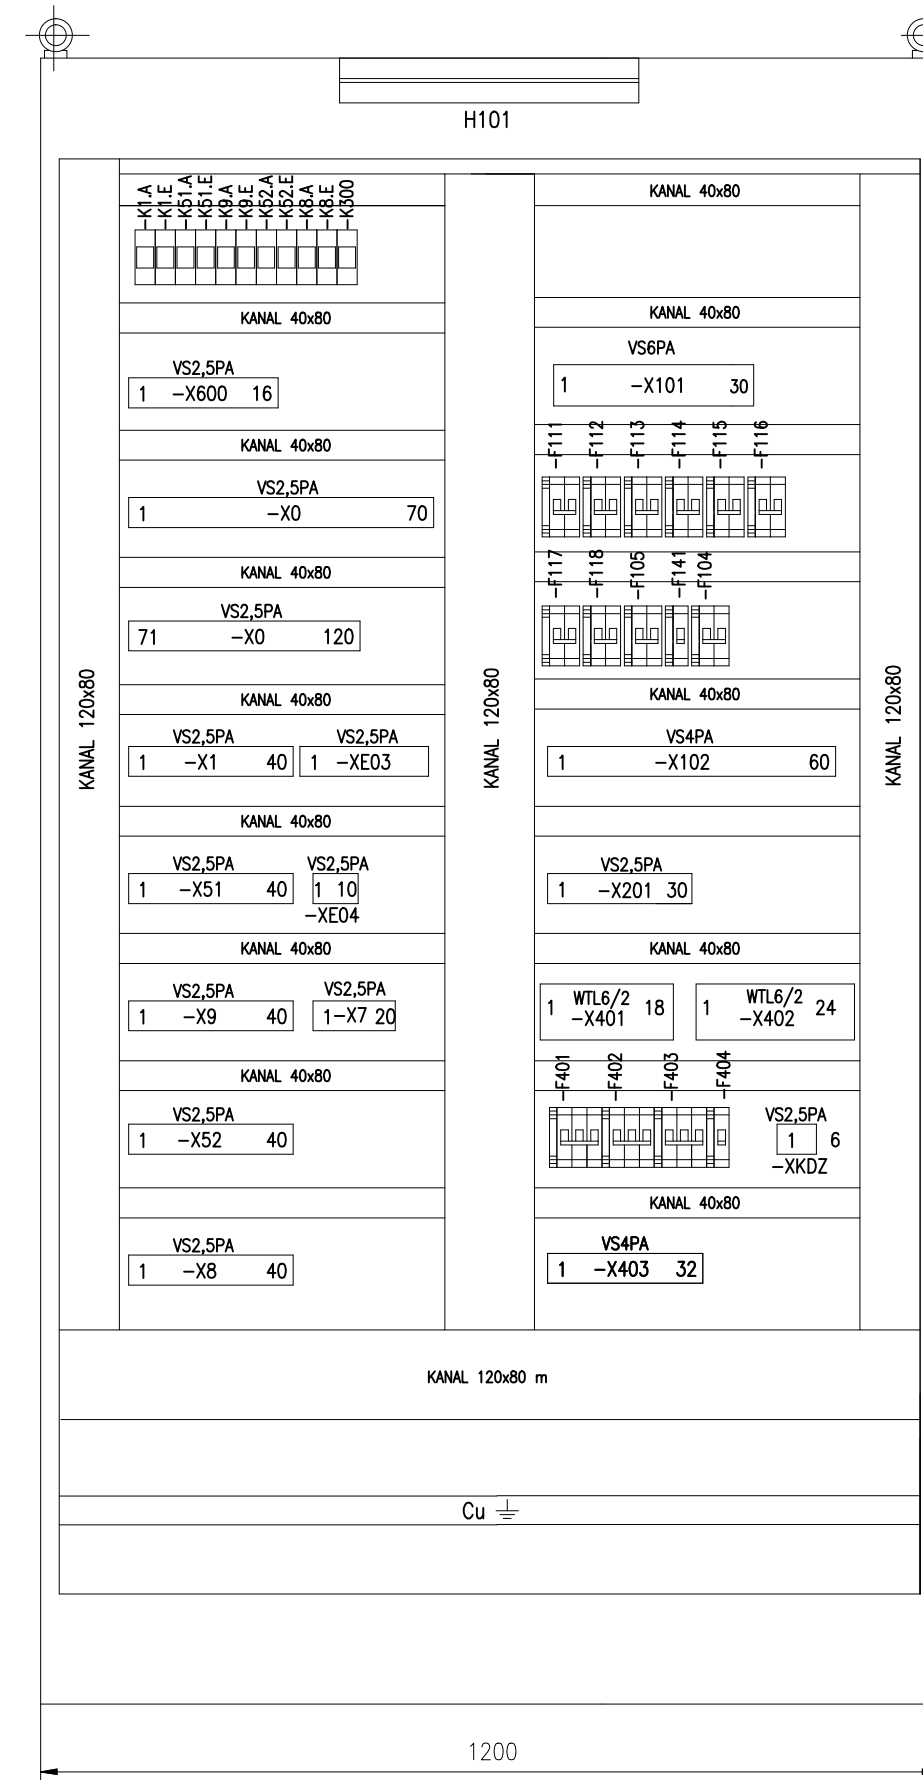 H101
-K1.A
-K1.E
-K51.A
-K51.E
-K9.A
-K9.E
-K52.A
-K52.E
-K8.A
-K8.E
-K300
KANAL 40x80
VS2,5PA
1 -X600 16
KANAL 40x80
VS2,5PA
1 -X0 70
KANAL 40x80
VS2,5PA
71 -X0 120
KANAL 40x80
VS2,5PA
1 -X1 40
VS2,5PA
1 -XE03
KANAL 40x80
VS2,5PA
1 -X51 40
VS2,5PA
1 10
-XE04
KANAL 40x80
VS2,5PA
1 -X9 40
VS2,5PA
1-X7 20
KANAL 40x80
VS2,5PA
1 -X52 40
VS2,5PA
1 -X8 40
KANAL 120x80
KANAL 120x80
KANAL 120x80
KANAL 40x80
KANAL 40x80
VS6PA
1 -X101 30
-F111
-F112
-F113
-F114
-F115
-F116
-F117
-F118
-F105
-F141
-F104
KANAL 40x80
VS4PA
1 -X102 60
VS2,5PA
1 -X201 30
KANAL 40x80
WTL6/2
1 -X401 18
WTL6/2
1 -X402 24
-F401
-F402
-F403
-F404
VS2,5PA
1 6
-XKDZ
KANAL 40x80
VS4PA
1 -X403 32
KANAL 120x80 m
Cu
1200